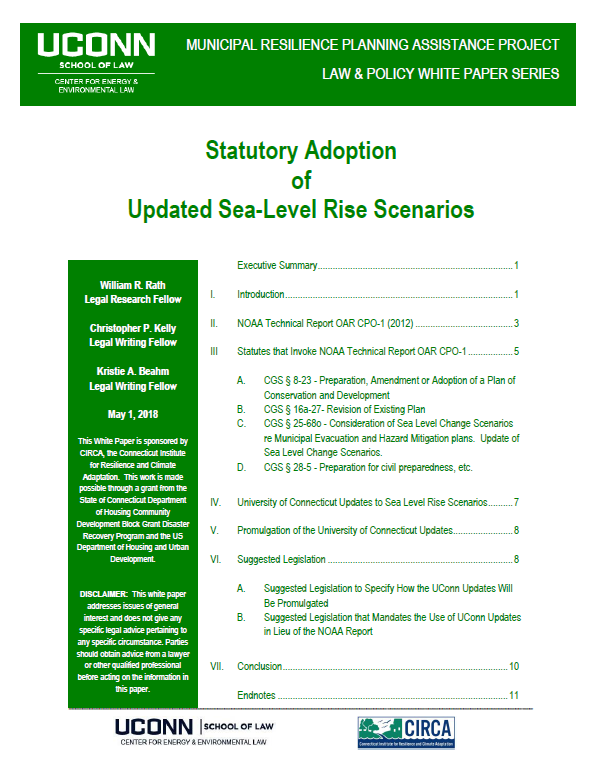 UCONN
SCHOOL OF LAW
CENTER FOR ENERGY &
ENVIRONMENTAL LAW
MUNICIPAL RESILIENCE PLANNING ASSISTANCE PROJECT
LAW & POLICY WHITE PAPER SERIES
Statutory Adoption
of
Updated Sea-Level Rise Scenarios
William R. Rath
Legal Research Fellow
Christopher P. Kelly
Legal Writing Fellow
Kristie A. Beahm
Legal Writing Fellow
May 1, 2018
This White Paper is sponsored by
CIRCA, the Connecticut Institute
for Resilience and Climate
Adaptation. This work is made
possible through a grant from the
State of Connecticut Department
of Housing Community
Development Block Grant Disaster
Recovery Program and the US
Department of Housing and Urban
Development.
DISCLAIMER: This white paper
addresses issues of general
interest and does not give any
specific legal advice pertaining to
any specific circumstance. Parties
should obtain advice from a lawyer
or other qualified professional
before acting on the information in
this paper.
Executive Summary 1
I. Introduction 1
II. NOAA Technical Report OAR CPO-1 (2012) 3
III Statutes that Invoke NOAA Technical Report OAR CPO-1 5
A. CGS § 8-23 - Preparation, Amendment or Adoption of a Plan of
Conservation and Development
B. CGS § 16a-27- Revision of Existing Plan
C. CGS § 25-68o - Consideration of Sea Level Change Scenarios
re Municipal Evacuation and Hazard Mitigation plans. Update of
Sea Level Change Scenarios.
D. CGS § 28-5 - Preparation for civil preparedness, etc.
IV. University of Connecticut Updates to Sea Level Rise Scenarios 7
V. Promulgation of the University of Connecticut Updates 8
VI. Suggested Legislation 8
A. Suggested Legislation to Specify How the UConn Updates Will
Be Promulgated
B. Suggested Legislation that Mandates the Use of UConn Updates
in Lieu of the NOAA Report
VII. Conclusion 10
Endnotes 11
UCONN | SCHOOL OF LAW
CENTER FOR ENERGY & ENVIRONMENTAL LAW
CIRCA
Connecticut Institute for Resilience and Climate Adaptation